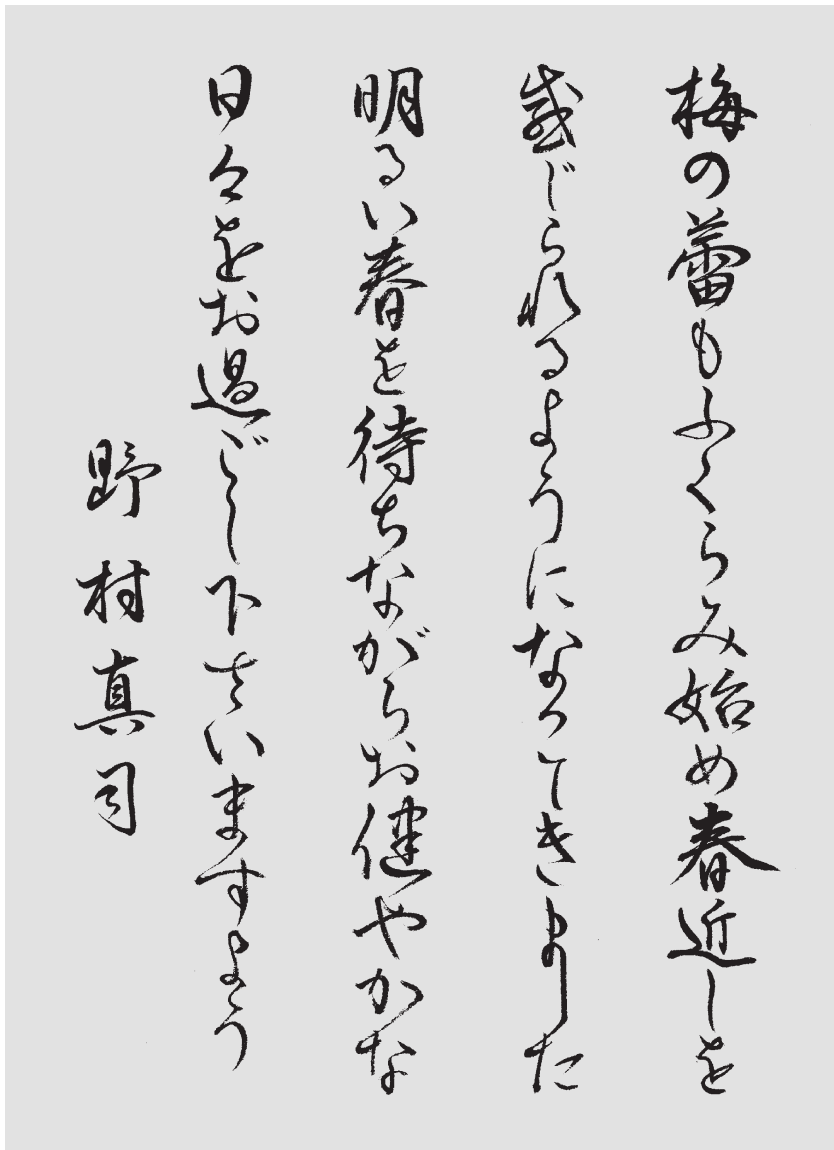 梅の蕾もふくらみ始め春近しを
感じられるようになってきました
明るい春を待ちながらお健やかな
日々をお過ごし下さいますよう
野村真司